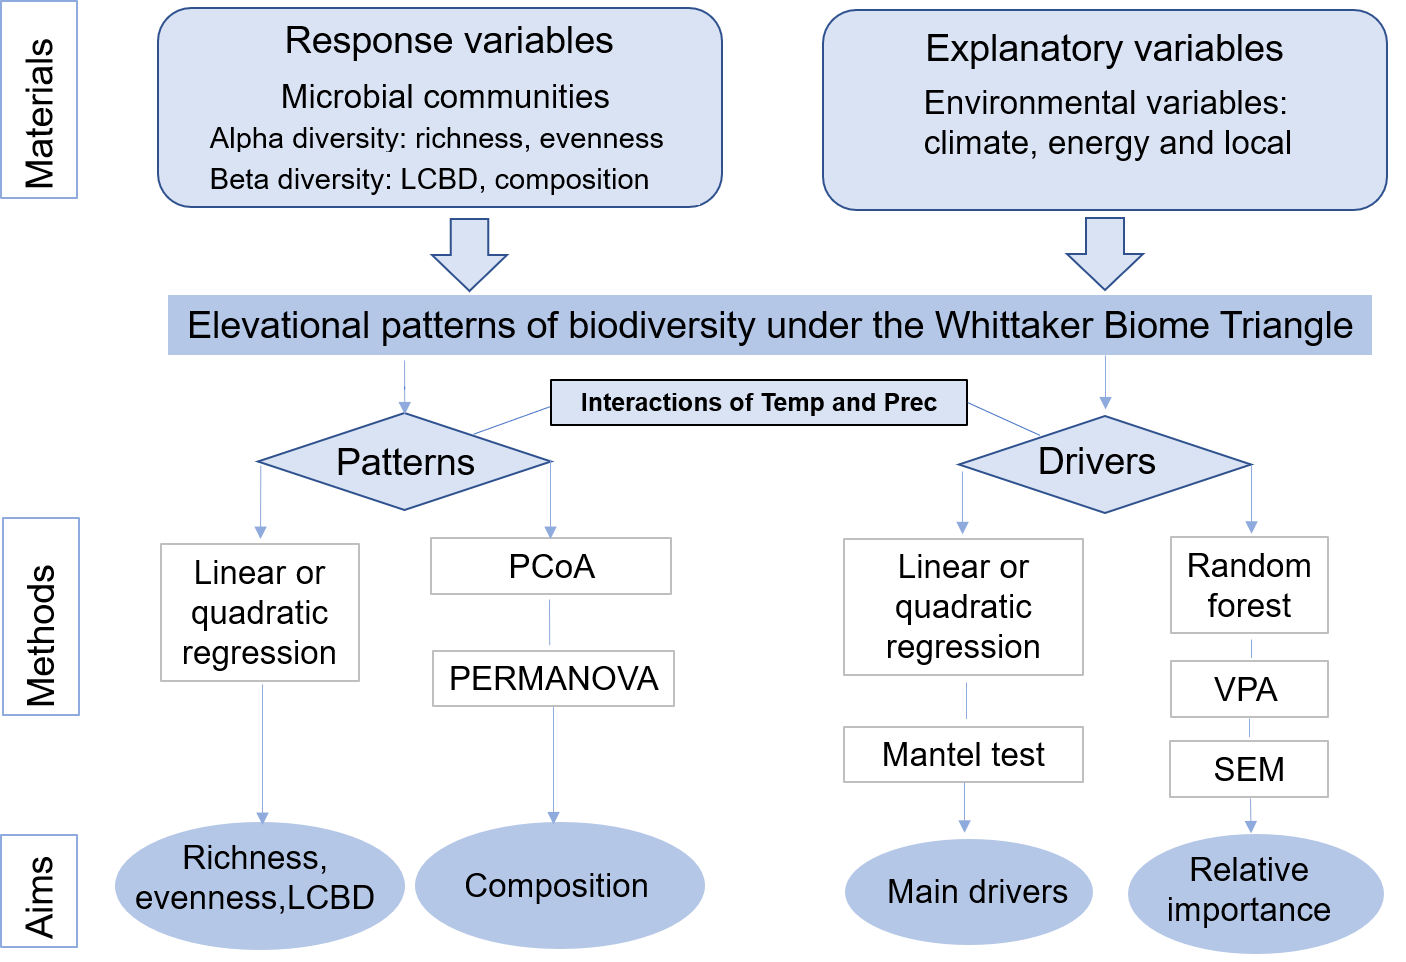 Materials
Response variables
Microbial communities
Alpha diversity: richness, evenness
Beta diversity: LCBD, composition
Explanatory variables
Environmental variables:
climate, energy and local
Elevational patterns of biodiversity under the Whittaker Biome Triangle
Interactions of Temp and Prec
Patterns
Drivers
Methods
Linear or
quadratic
regression
PCoA
PERMANOVA
Linear or
quadratic
regression
Mantel test
Random
forest
VPA
SEM
Aims
Richness,
evenness,LCBD
Composition
Main drivers
Relative
importance